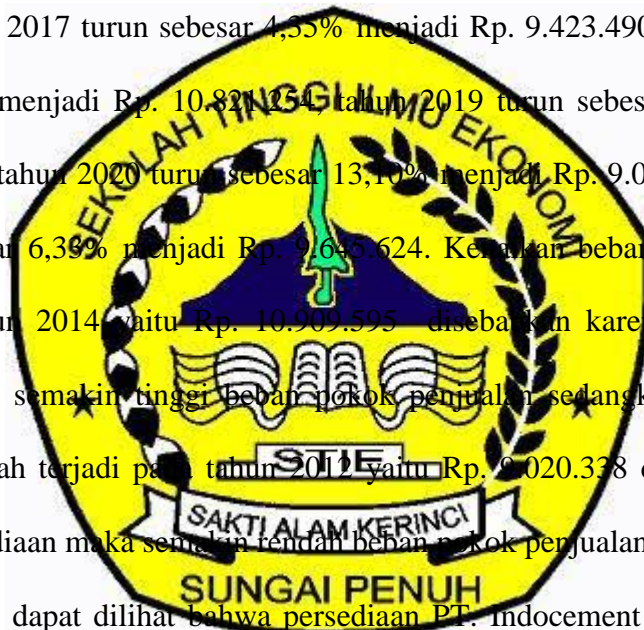 2017 turun sebesar 4,35% menjadi Rp. 9.423.490
menjadi Rp. 10.821.254, tahun 2019 turun sebes
tahun 2020 turun sebesar 13,10% menjadi Rp. 9.0
ar 6,35% menjadi Rp. 9.645.624. Kenaikan beban
un 2014 yaitu Rp. 10.909.595 disebabkan kare
semakin tinggi beban pokok penjualan sedangk
ah terjadi pada tahun 2012 yaitu Rp. 9.020.338
diaan maka semakin rendah beban pokok penjualan
dapat dilihat bahwa persediaan PT. Indocement
SEKOLAH TINGGI ILMU EKONOMI
STIE
SAKTI ALAM KERINCI
SUNGAI PENUH